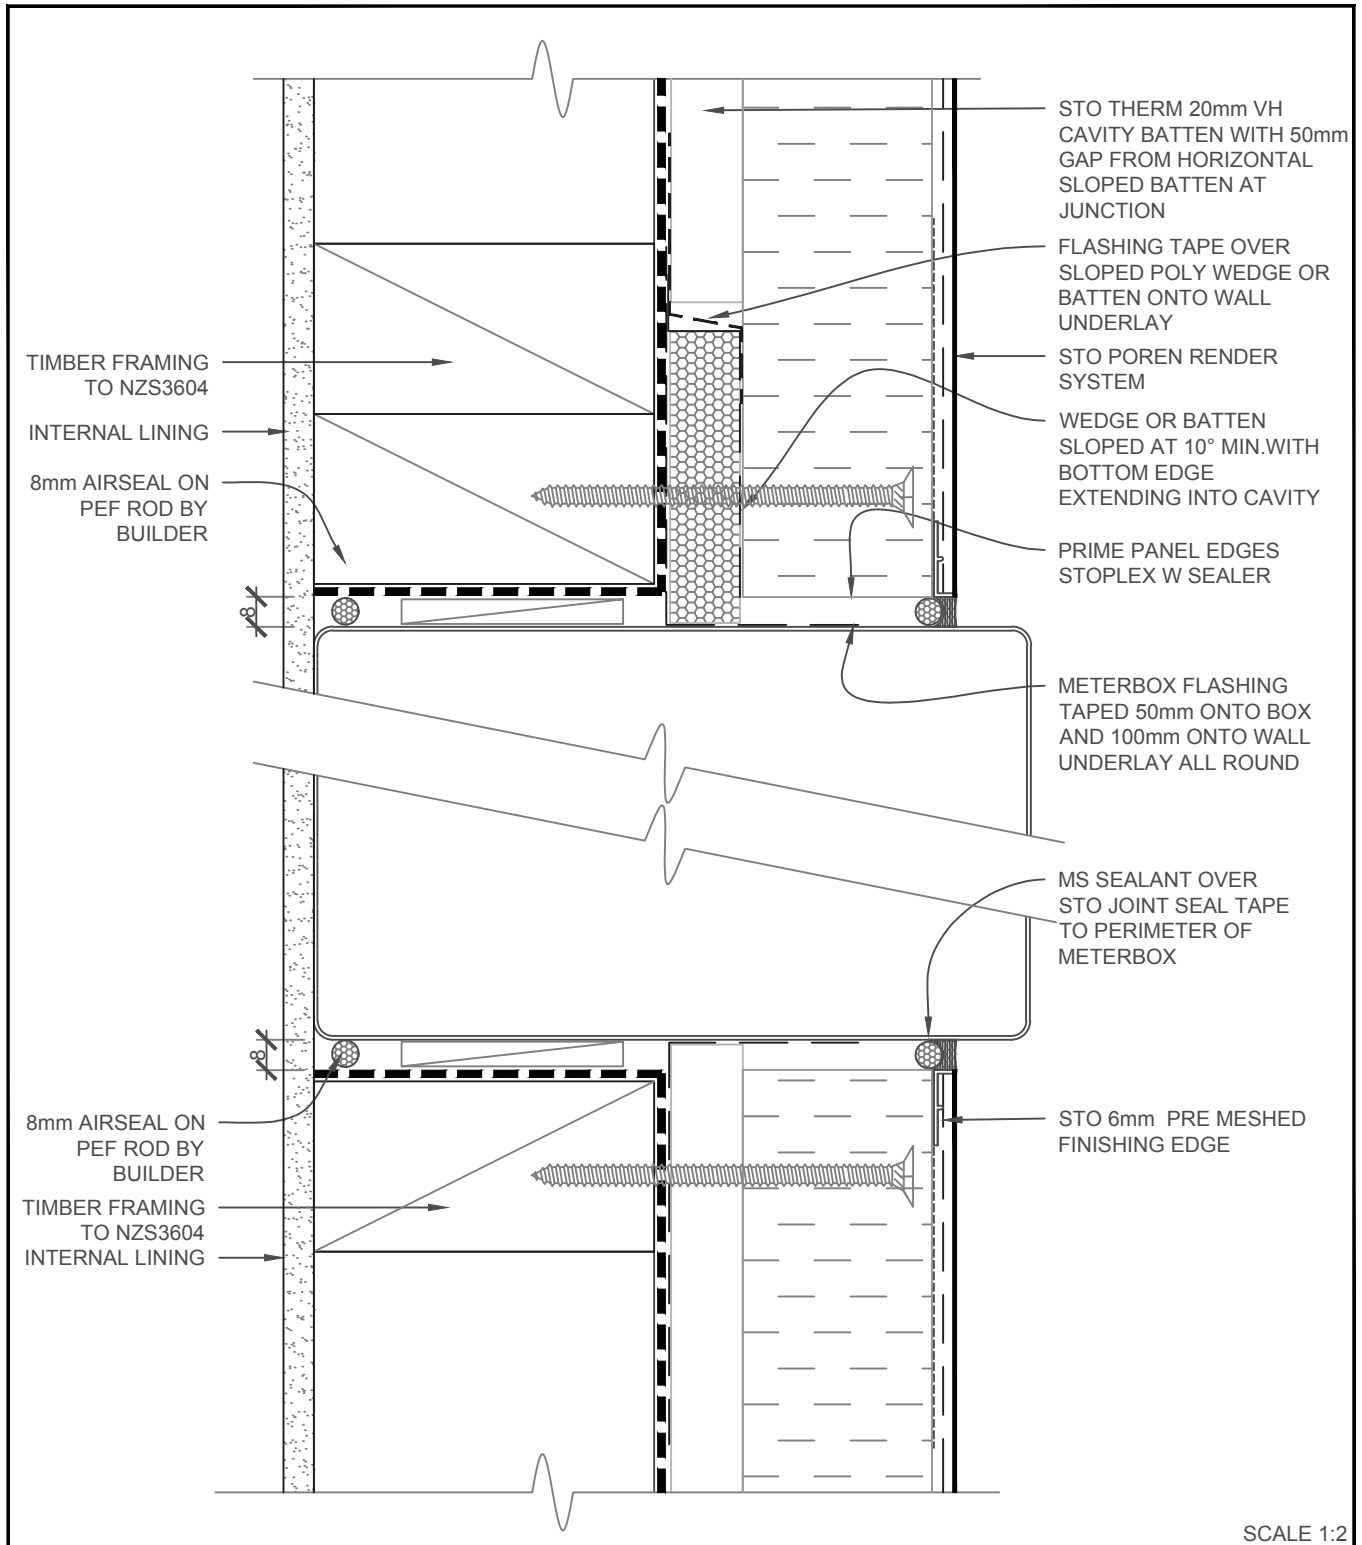 STO THERM 20mm VH
CAVITY BATTEN WITH 50mm
GAP FROM HORIZONTAL
SLOPED BATTEN AT
JUNCTION
FLASHING TAPE OVER
SLOPED POLY WEDGE OR
BATTEN ONTO WALL
UNDERLAY
STO POREN RENDER
SYSTEM
WEDGE OR BATTEN
SLOPED AT 10° MIN.WITH
BOTTOM EDGE
EXTENDING INTO CAVITY
PRIME PANEL EDGES
STOPLEX W SEALER
METERBOX FLASHING
TAPED 50mm ONTO BOX
AND 100mm ONTO WALL
UNDERLAY ALL ROUND
MS SEALANT OVER
STO JOINT SEAL TAPE
TO PERIMETER OF
METERBOX
STO 6mm PRE MESHED
FINISHING EDGE
TIMBER FRAMING
TO NZS3604
INTERNAL LINING
8mm AIRSEAL ON
PEF ROD BY
BUILDER
8
8
8mm AIRSEAL ON
PEF ROD BY
BUILDER
TIMBER FRAMING
TO NZS3604
INTERNAL LINING
SCALE 1:2